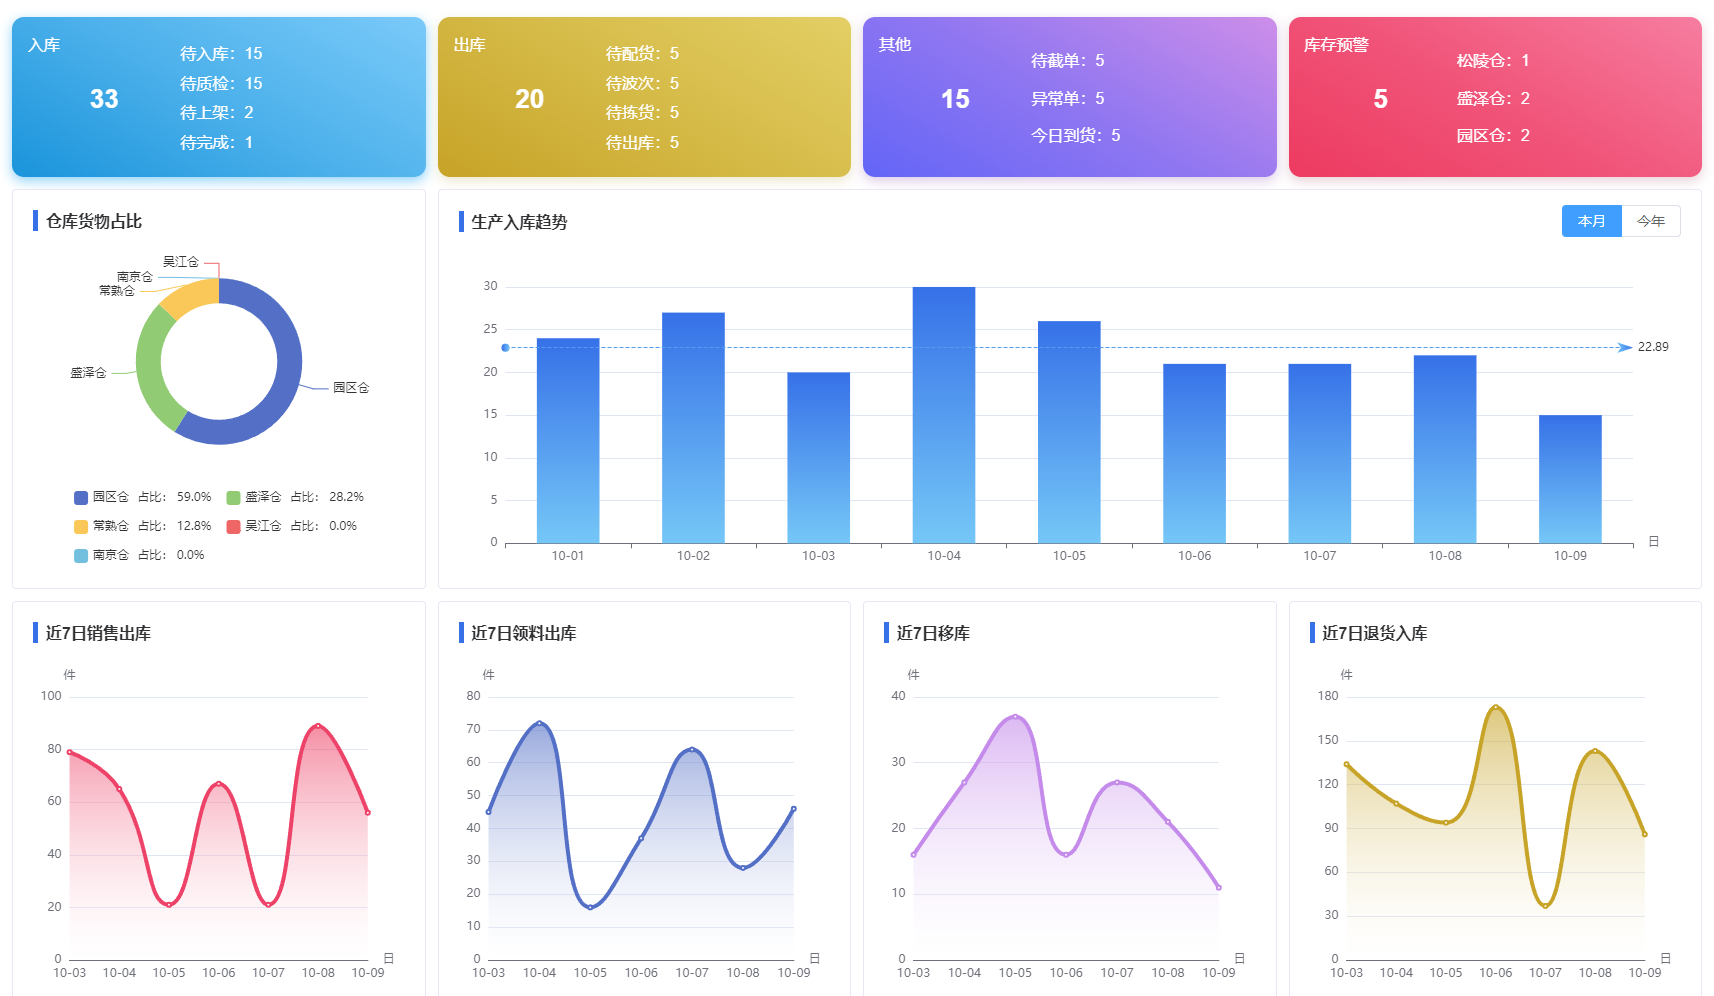 入库
33
待入库：15
待质检：15
待上架：2
待完成：1
出库
20
待配货：5
待波次：5
待拣货：5
待出库：5
其他
15
待截单：5
异常单：5
今日到货：5
库存预警
5
松陵仓：1
盛泽仓：2
园区仓：2
仓库货物占比
吴江仓
南京仓
常熟仓
盛泽仓
园区仓
园区仓 占比： 59.0% 盛泽仓 占比： 28.2%
常熟仓 占比： 12.8% 吴江仓 占比： 0.0%
南京仓 占比： 0.0%
生产入库趋势
本月 今年
30
25
22.89
20
15
10
5
0
日
10-01 10-02 10-03 10-04 10-05 10-06 10-07 10-08 10-09
近7日销售出库
件
100
80
60
40
20
0
日
10-03 10-04 10-05 10-06 10-07 10-08 10-09
近7日领料出库
件
80
70
60
50
40
30
20
10
0
日
10-03 10-04 10-05 10-06 10-07 10-08 10-09
近7日移库
件
40
30
20
10
0
日
10-03 10-04 10-05 10-06 10-07 10-08 10-09
近7日退货入库
件
180
150
120
90
60
30
0
日
10-03 10-04 10-05 10-06 10-07 10-08 10-09